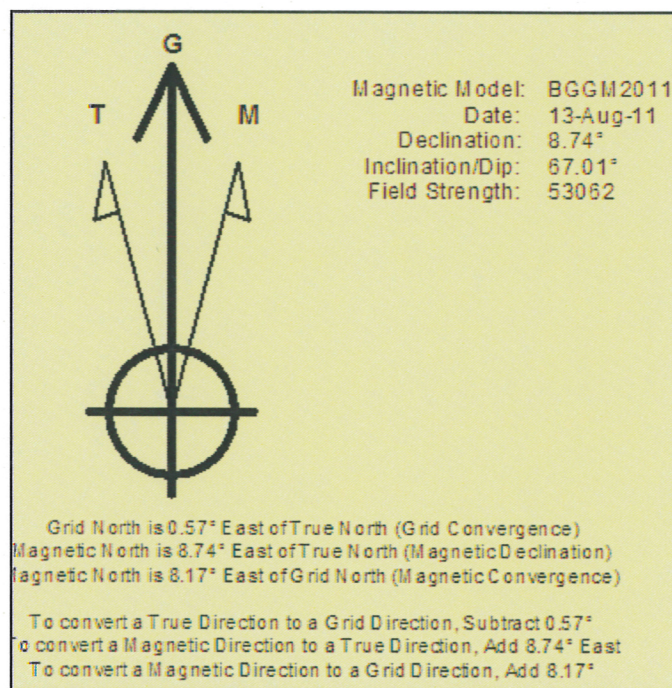 G
T
M
Magnetic Model: BGGM2011
Date: 13-Aug-11
Declination: 8.74°
Inclination/Dip: 67.01°
Field Strength: 53062
Grid North is 0.57° East of True North (Grid Convergence)
Magnetic North is 8.74° East of True North (Magnetic Declination)
Magnetic North is 8.17° East of Grid North (Magnetic Convergence)
To convert a True Direction to a Grid Direction, Subtract 0.57°
To convert a Magnetic Direction to a True Direction, Add 8.74° East
To convert a Magnetic Direction to a Grid Direction, Add 8.17°